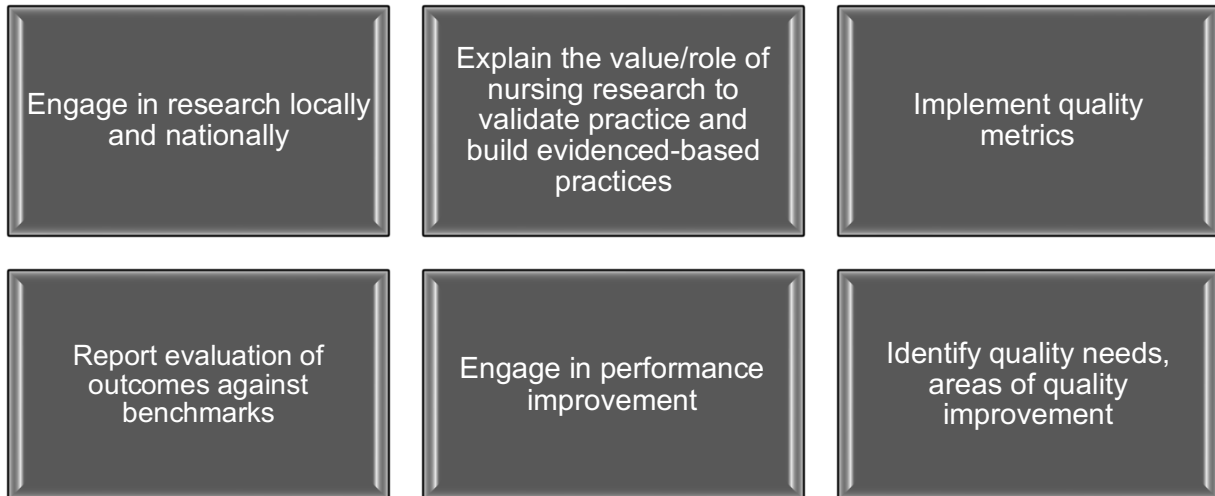 Engage in research locally
and nationally
Explain the value/role of
nursing research to
validate practice and
build evidenced-based
practices
Implement quality
metrics
Report evaluation of
outcomes against
benchmarks
Engage in performance
improvement
Identify quality needs,
areas of quality
improvement